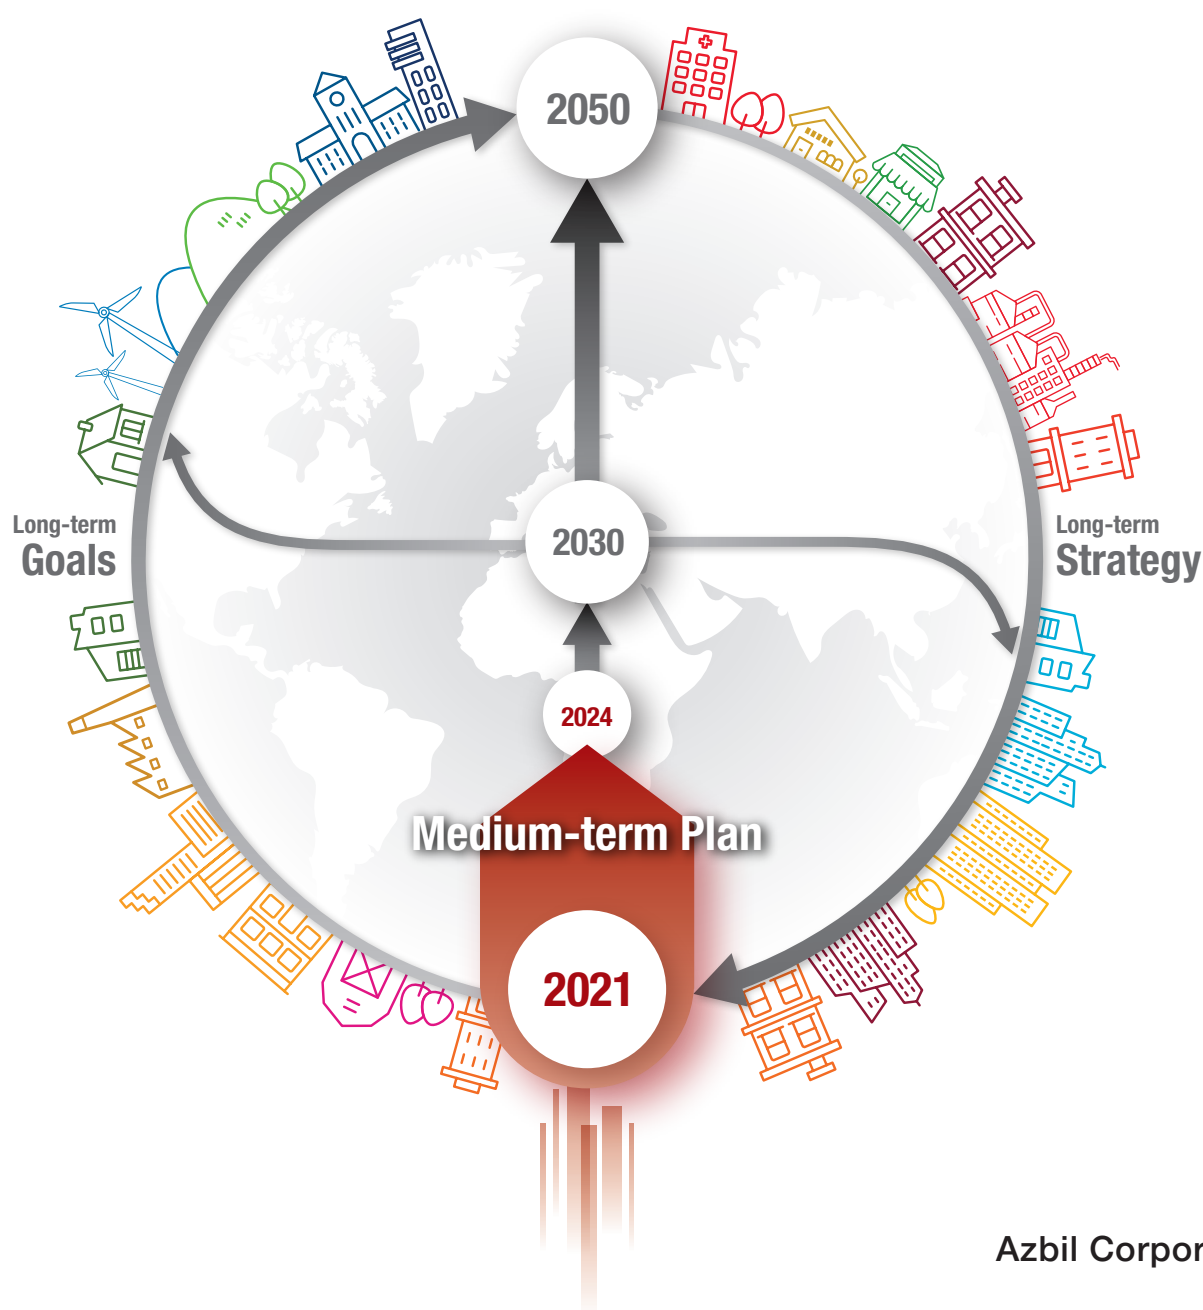 2050
2030
Long-term
Goals
Long-term
Strategy
2024
Medium-term Plan
2021
Azbil Corpor